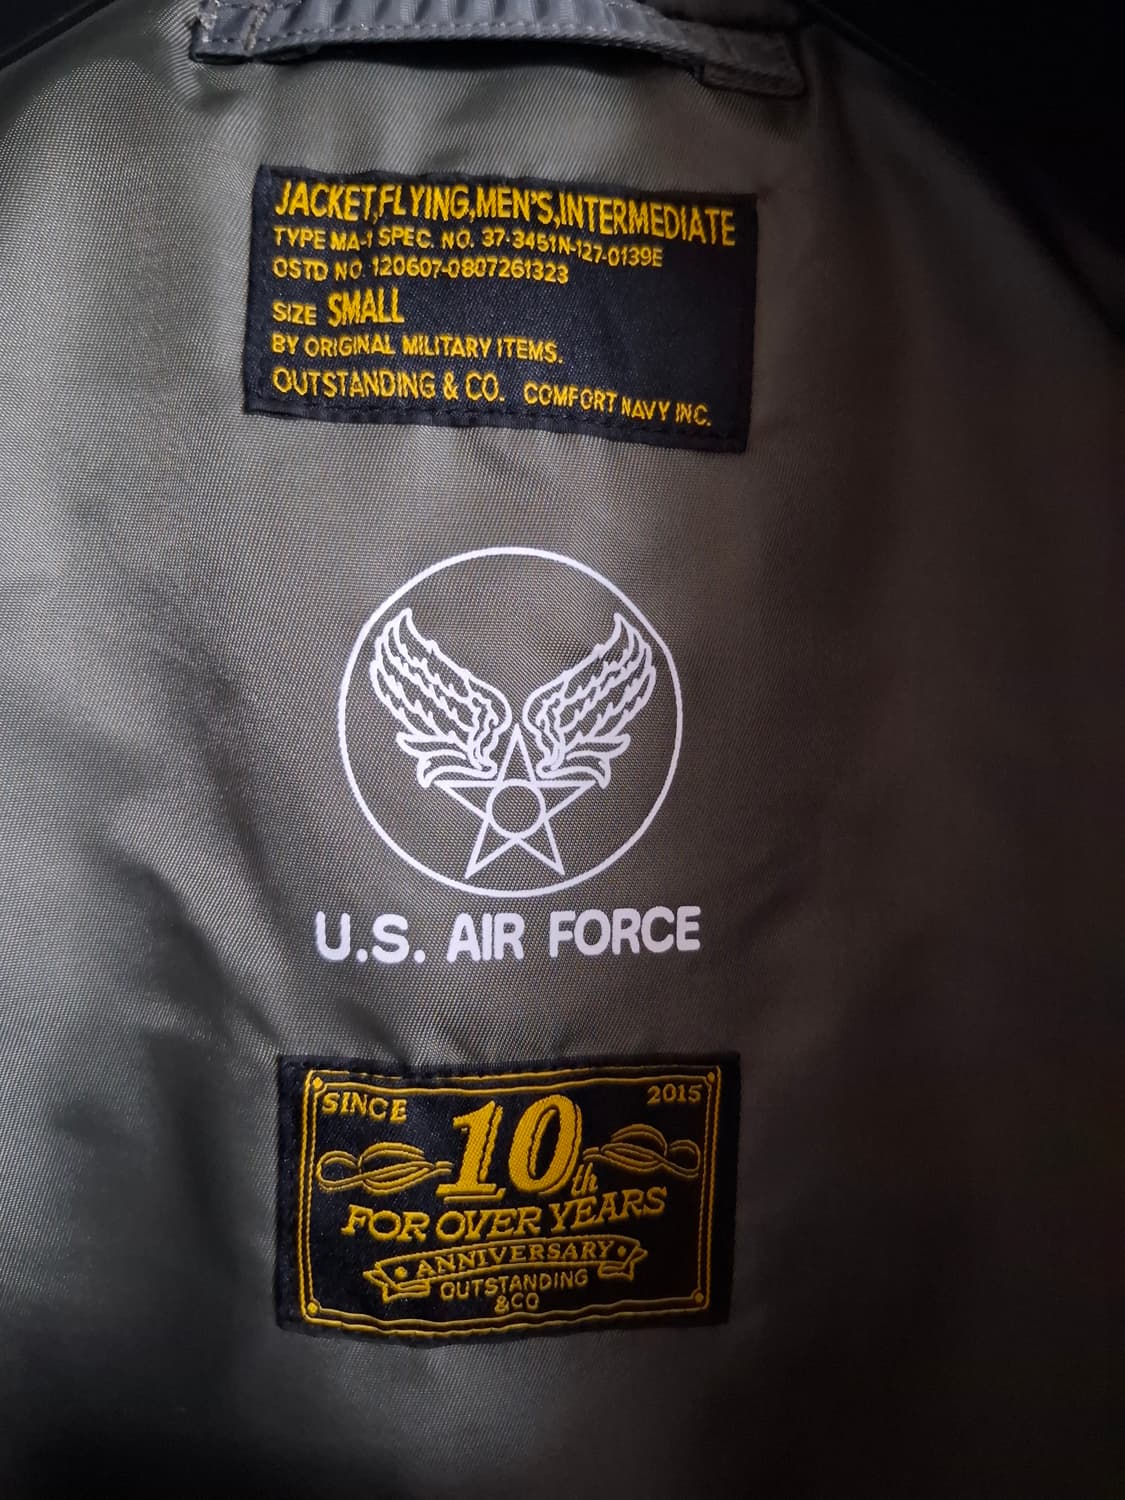 JACKET,FLYING,MEN'S,INTERMEDIATE
TYPE MA-1 SPEC. NO. 37-3451N-127-0139E
OSTD NO. 120607-0807261323
SIZE SMALL
BY ORIGINAL MILITARY ITEMS.
OUTSTANDING & CO. COMFORT NAVY INC.
U.S. AIR FORCE
SINCE 2015
10th
FOR OVER YEARS
ANNIVERSARY
OUTSTANDING
&CO